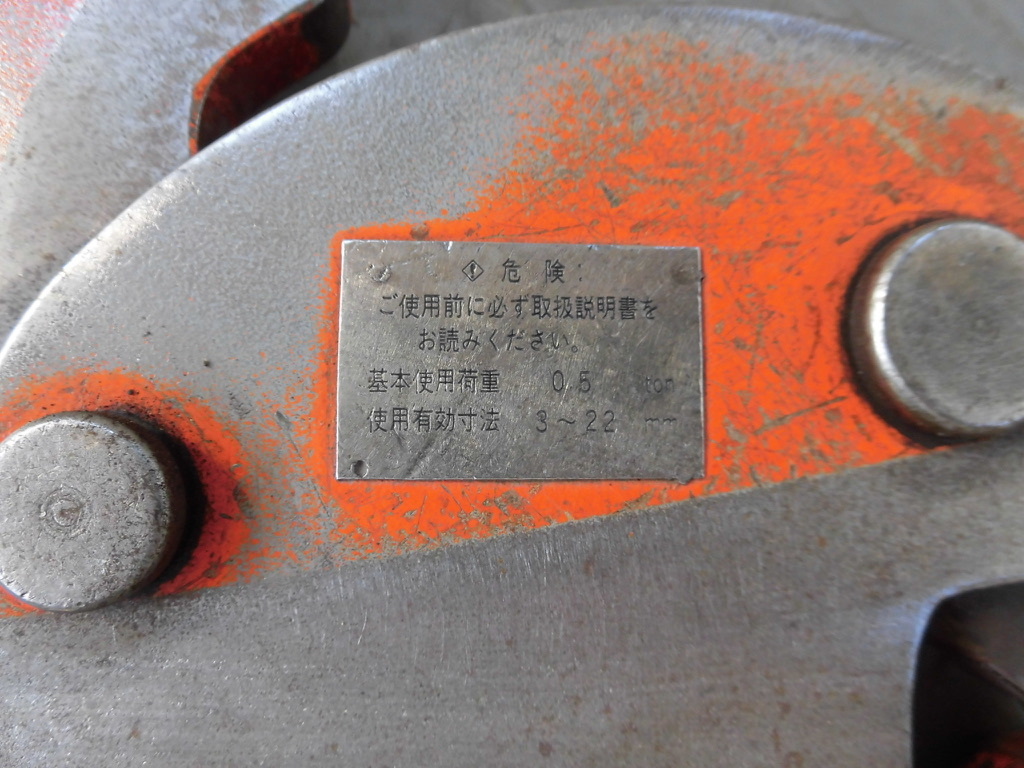 危険:
ご使用前に必ず取扱説明書を
お読みください。
基本使用荷重 0.5 ton
使用有効寸法 3～22 mm